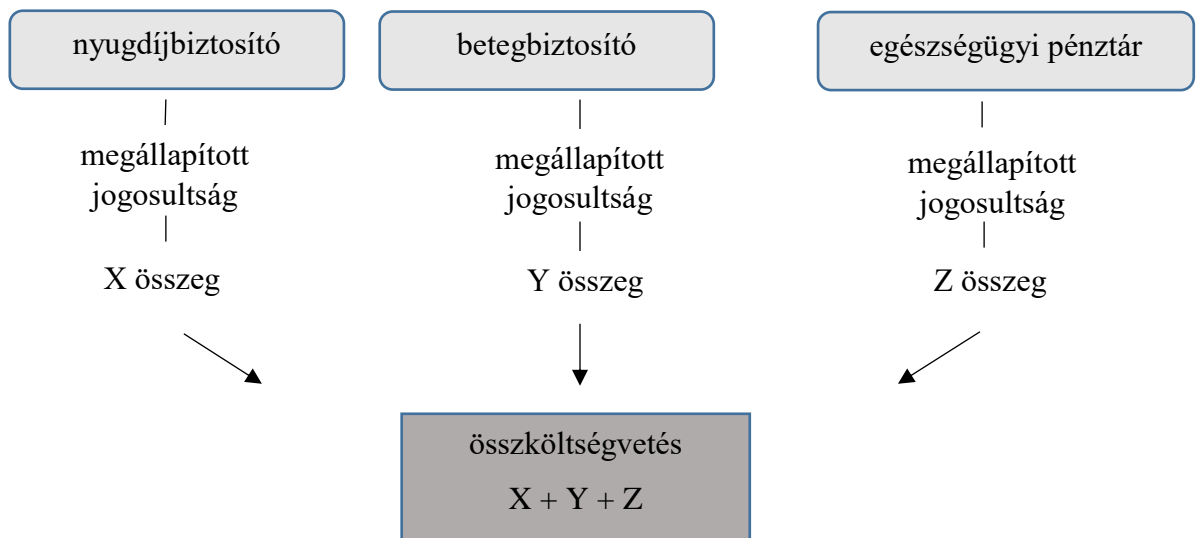 nyugdíjbiztosító
betegbiztosító
egészségügyi pénztár
megállapított
jogosultság
megállapított
jogosultság
megállapított
jogosultság
X összeg
Y összeg
Z összeg
összköltségvetés
X + Y + Z